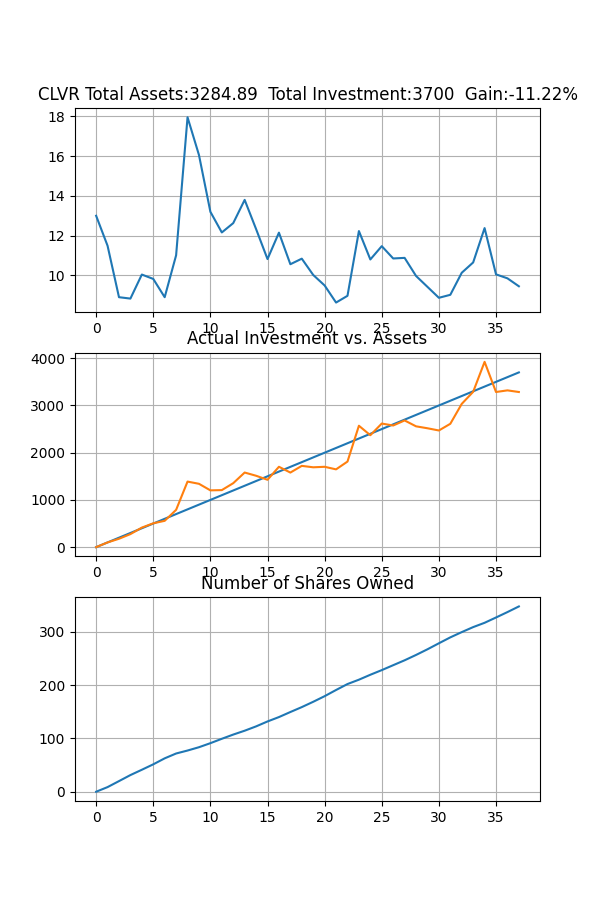 CLVR Total Assets:3284.89  Total Investment:3700  Gain:-11.22%
18
16
14
12
10
0 5 10 15 20 25 30 35
Actual Investment vs. Assets
4000
3000
2000
1000
0
0 5 10 15 20 25 30 35
Number of Shares Owned
300
200
100
0
0 5 10 15 20 25 30 35